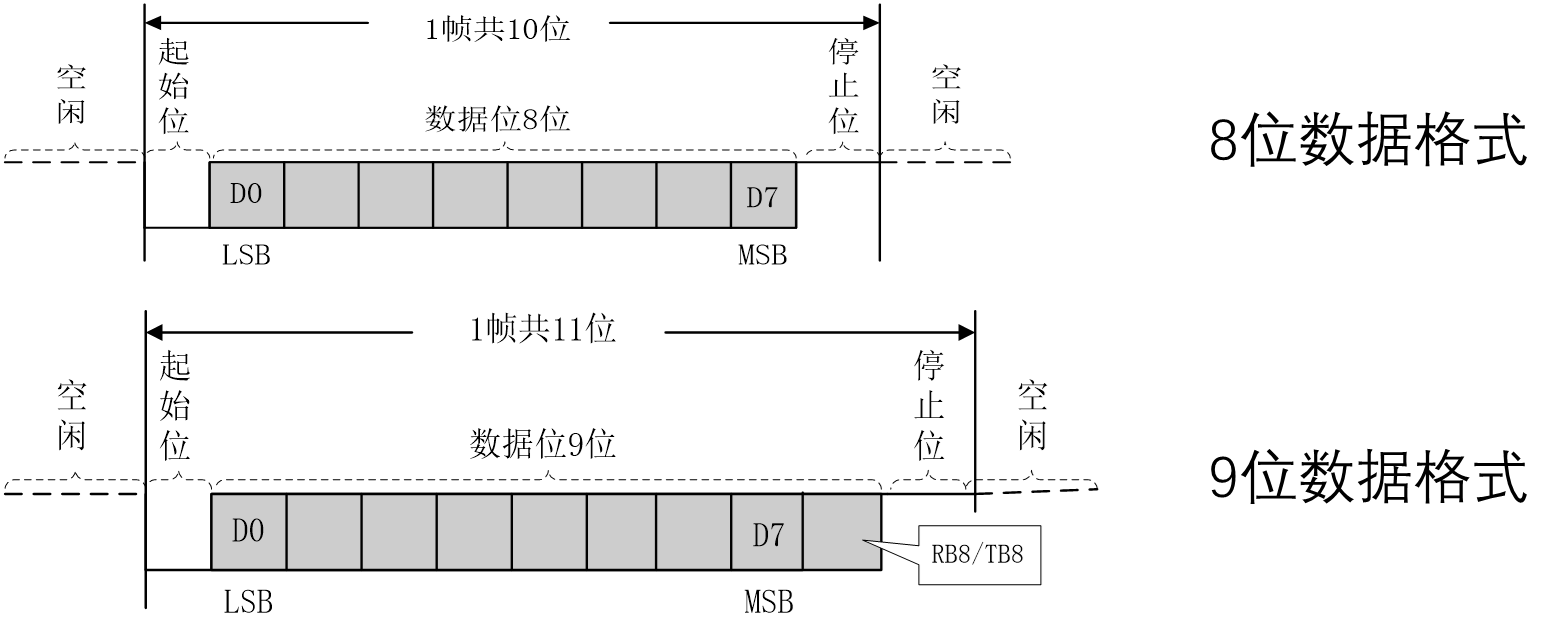 1帧共10位
空闲
起始位
数据位8位
停止位
空闲
8位数据格式
D0
D7
LSB
MSB
1帧共11位
空闲
起始位
数据位9位
停止位
空闲
9位数据格式
D0
D7
RB8/TB8
LSB
MSB